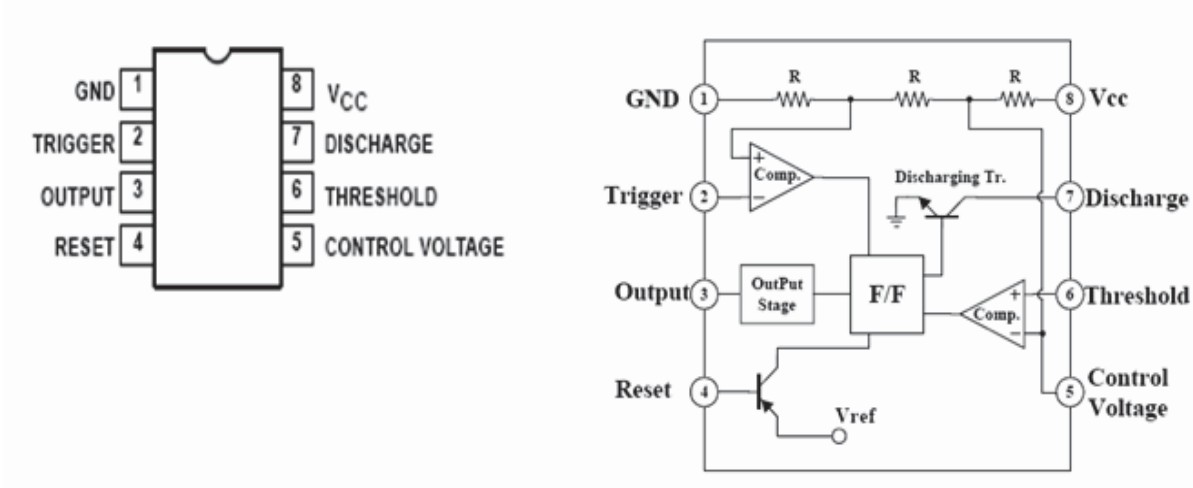 GND 1
8 VCC
TRIGGER 2
7 DISCHARGE
OUTPUT 3
6 THRESHOLD
RESET 4
5 CONTROL VOLTAGE
R R R
GND 1
8 Vcc
+
Comp.
−
Trigger 2
Discharging Tr.
7 Discharge
Output 3
OutPut
Stage
F/F
+
Comp.
−
6 Threshold
Reset 4
Vref
5 Control
Voltage